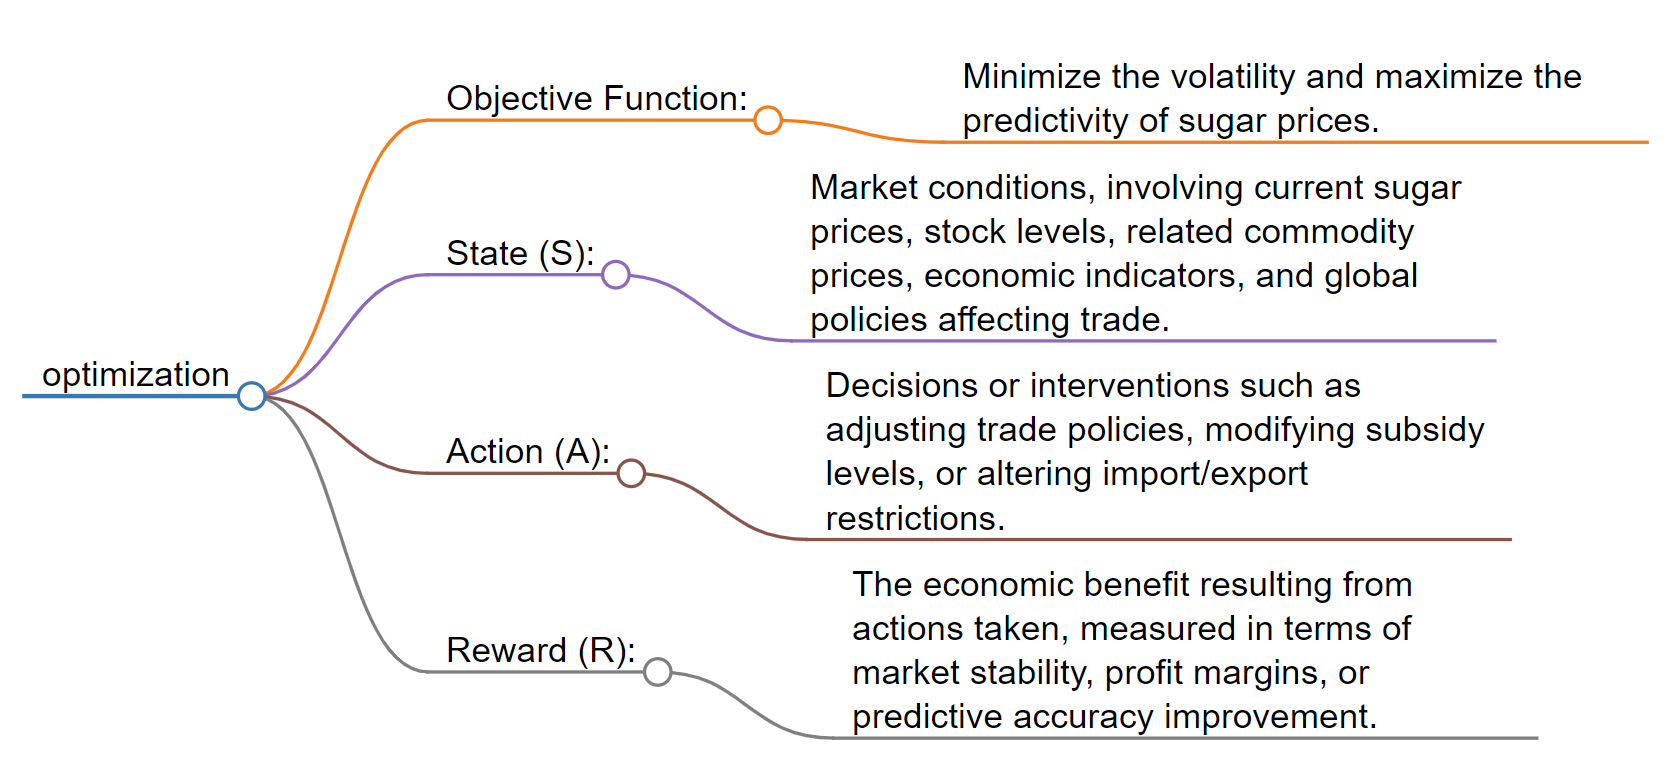 optimization
Objective Function:
Minimize the volatility and maximize the
predictivity of sugar prices.
State (S):
Market conditions, involving current sugar
prices, stock levels, related commodity
prices, economic indicators, and global
policies affecting trade.
Action (A):
Decisions or interventions such as
adjusting trade policies, modifying subsidy
levels, or altering import/export
restrictions.
Reward (R):
The economic benefit resulting from
actions taken, measured in terms of
market stability, profit margins, or
predictive accuracy improvement.